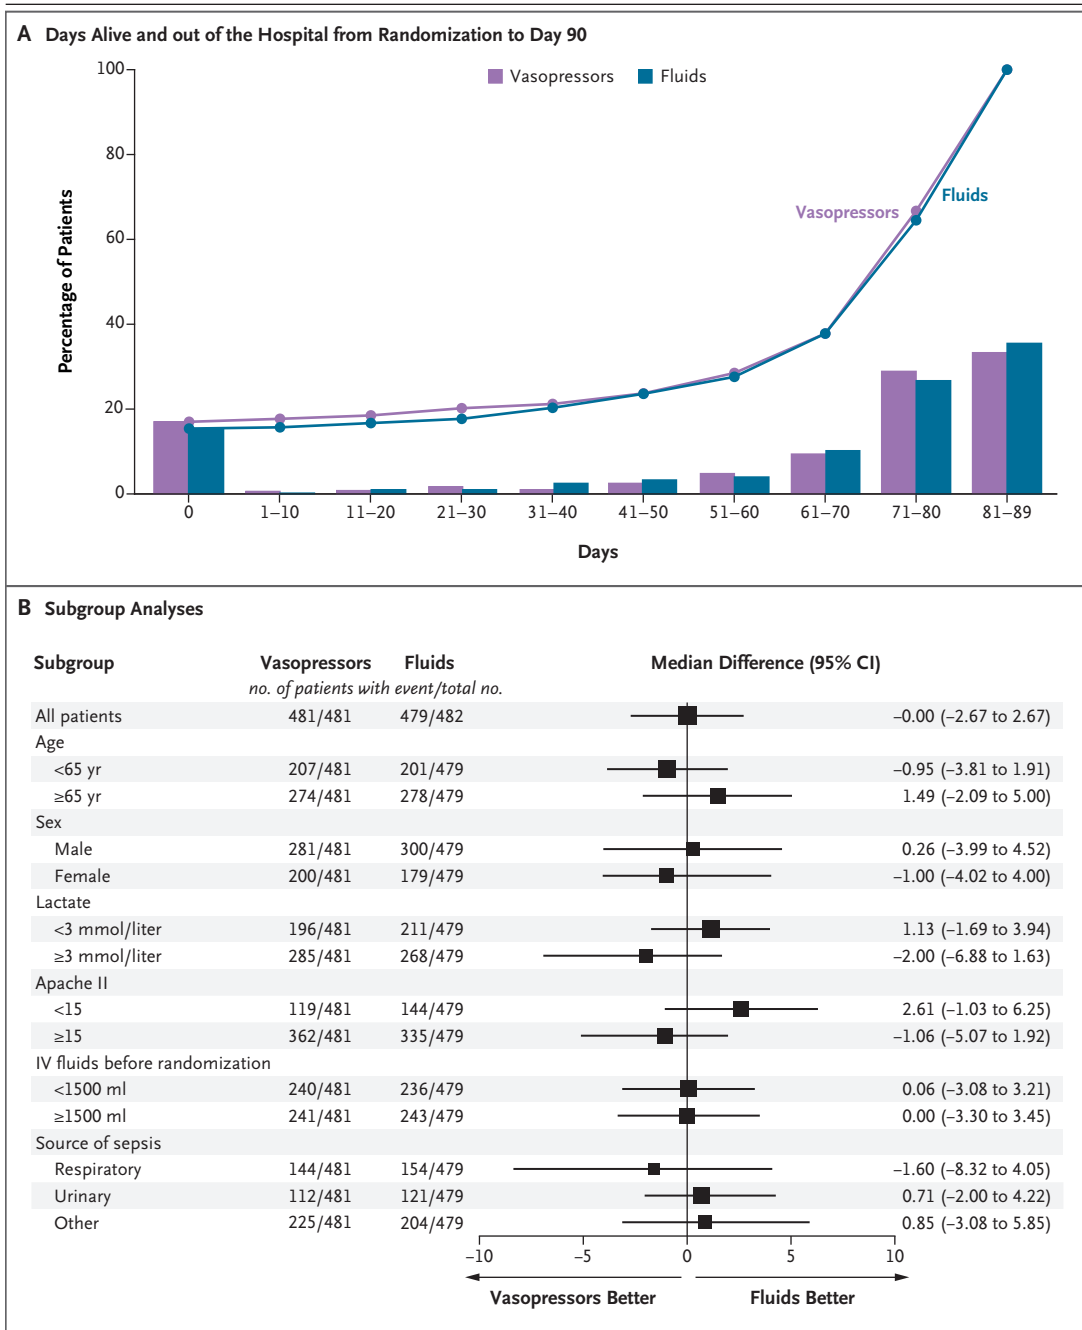 A Days Alive and out of the Hospital from Randomization to Day 90
Vasopressors Fluids
100
80
60
40
20
0
Percentage of Patients
Vasopressors
Fluids
0 1–10 11–20 21–30 31–40 41–50 51–60 61–70 71–80 81–89
Days
B Subgroup Analyses
Subgroup Vasopressors Fluids Median Difference (95% CI)
no. of patients with event/total no.
All patients 481/481 479/482 –0.00 (–2.67 to 2.67)
Age
<65 yr 207/481 201/479 –0.95 (–3.81 to 1.91)
≥65 yr 274/481 278/479 1.49 (–2.09 to 5.00)
Sex
Male 281/481 300/479 0.26 (–3.99 to 4.52)
Female 200/481 179/479 –1.00 (–4.02 to 4.00)
Lactate
<3 mmol/liter 196/481 211/479 1.13 (–1.69 to 3.94)
≥3 mmol/liter 285/481 268/479 –2.00 (–6.88 to 1.63)
Apache II
<15 119/481 144/479 2.61 (–1.03 to 6.25)
≥15 362/481 335/479 –1.06 (–5.07 to 1.92)
IV fluids before randomization
<1500 ml 240/481 236/479 0.06 (–3.08 to 3.21)
≥1500 ml 241/481 243/479 0.00 (–3.30 to 3.45)
Source of sepsis
Respiratory 144/481 154/479 –1.60 (–8.32 to 4.05)
Urinary 112/481 121/479 0.71 (–2.00 to 4.22)
Other 225/481 204/479 0.85 (–3.08 to 5.85)
–10 –5 0 5 10
Vasopressors Better Fluids Better